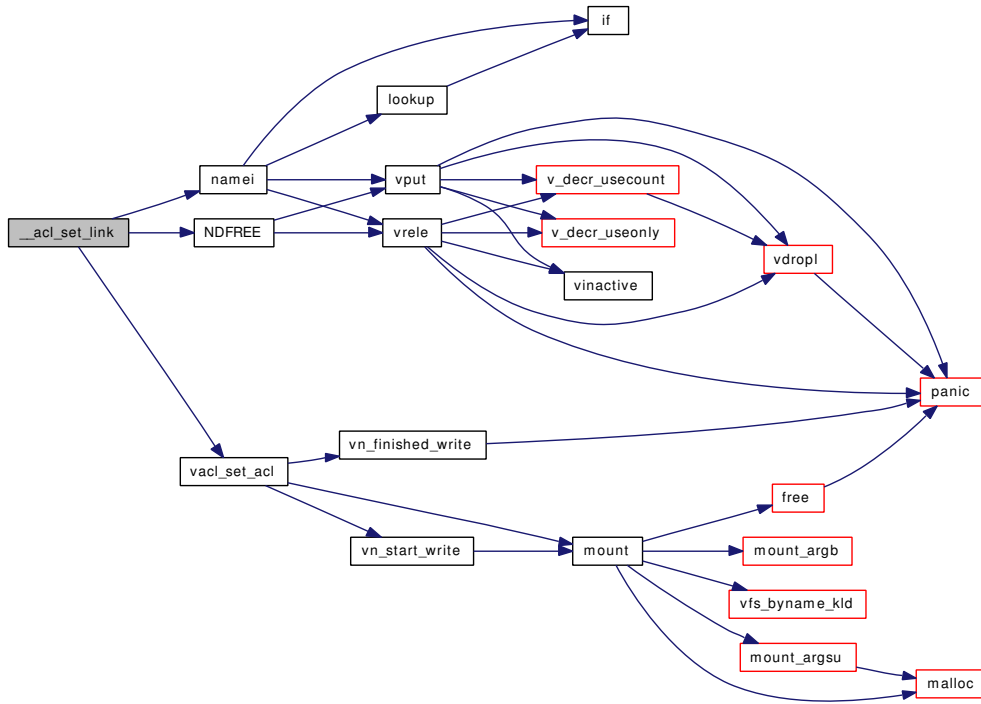 if
lookup
namei
vput
v_decr_usecount
__acl_set_link
NDFREE
vrele
v_decr_useonly
vdropl
vinactive
panic
vn_finished_write
vacl_set_acl
free
vn_start_write
mount
mount_argb
vfs_byname_kld
mount_argsu
malloc